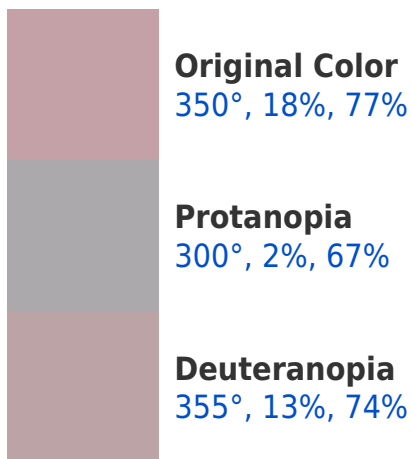 Original Color
350°, 18%, 77%
Protanopia
300°, 2%, 67%
Deuteranopia
355°, 13%, 74%